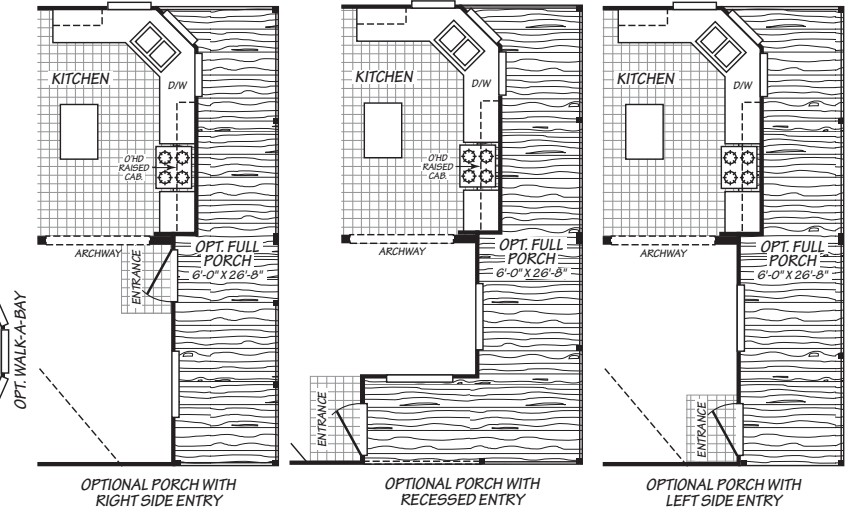 OPT. WALK-A-BAY
KITCHEN
D/W
O'HD
RAISED
CAB.
ARCHWAY
ENTRANCE
OPT. FULL
PORCH
6'-0" X 26'-8"
OPTIONAL PORCH WITH
RIGHT SIDE ENTRY
KITCHEN
D/W
O'HD
RAISED
CAB.
ARCHWAY
OPT. FULL
PORCH
6'-0" X 26'-8"
ENTRANCE
OPTIONAL PORCH WITH
RECESSED ENTRY
KITCHEN
D/W
ARCHWAY
OPT. FULL
PORCH
6'-0" X 26'-8"
ENTRANCE
OPTIONAL PORCH WITH
LEFT SIDE ENTRY